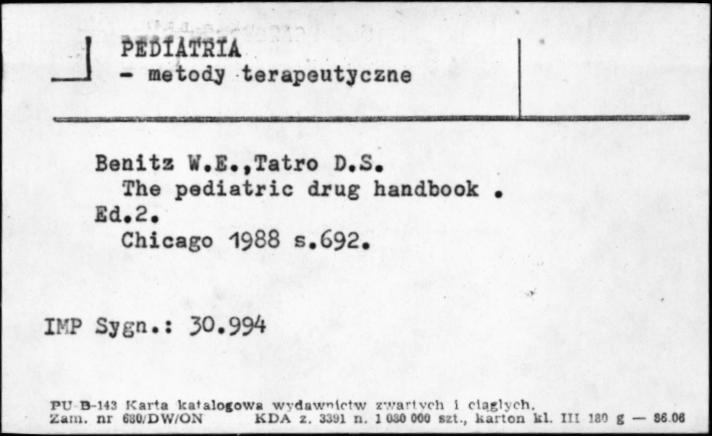 PEDIATRIA
- metody terapeutyczne
Benitz W.E.,Tatro D.S.
The pediatric drug handbook .
Ed.2.
Chicago 1988 s.692.
IMP Sygn.: 30.994
PU-B-143 Karta katalogowa wydawnictw zwartych i ciągłych.
Zam. nr 680/DW/ON KDA z. 3391 n. 1 080 000 szt., karton kl. III 180 g — 86.06